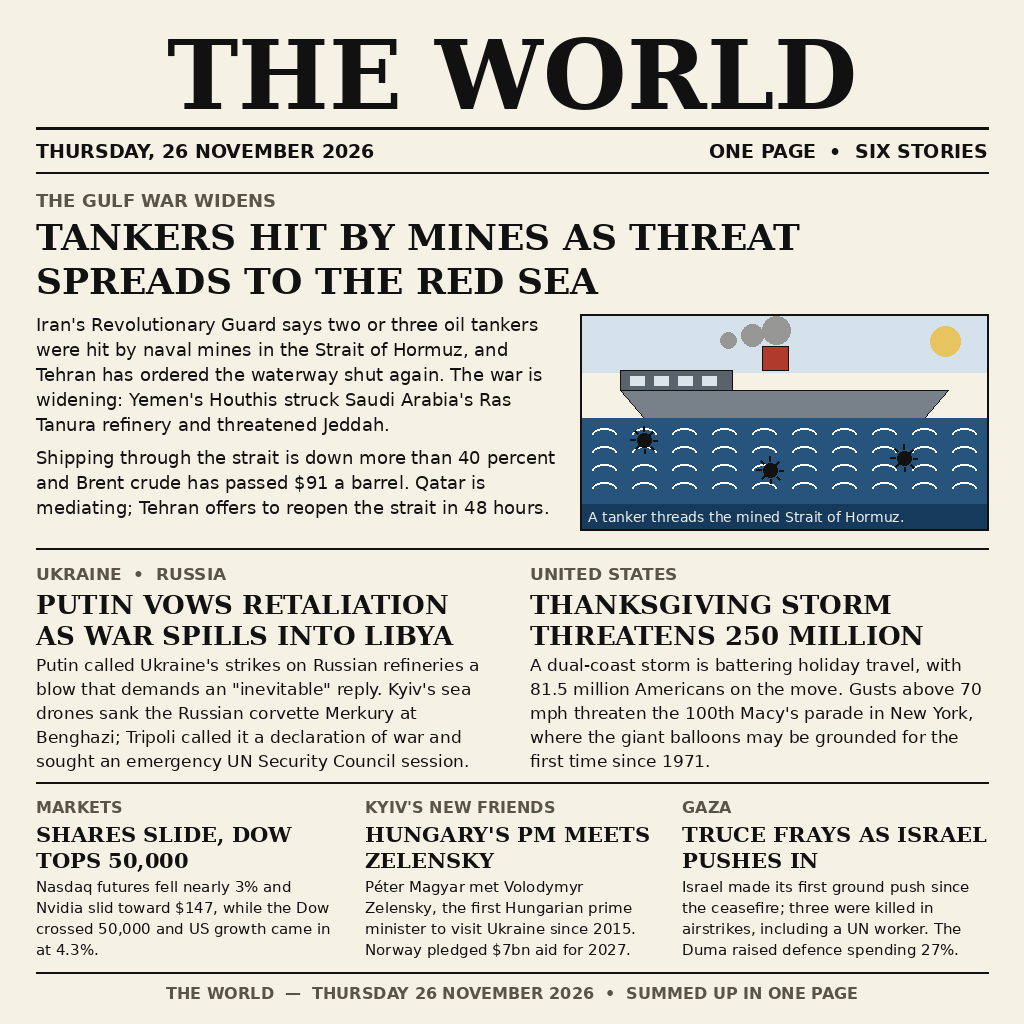 THE WORLD
THURSDAY, 26 NOVEMBER 2026
ONE PAGE • SIX STORIES
THE GULF WAR WIDENS
TANKERS HIT BY MINES AS THREAT
SPREADS TO THE RED SEA
Iran's Revolutionary Guard says two or three oil tankers
were hit by naval mines in the Strait of Hormuz, and
Tehran has ordered the waterway shut again. The war is
widening: Yemen's Houthis struck Saudi Arabia's Ras
Tanura refinery and threatened Jeddah.
Shipping through the strait is down more than 40 percent
and Brent crude has passed $91 a barrel. Qatar is
mediating; Tehran offers to reopen the strait in 48 hours.
A tanker threads the mined Strait of Hormuz.
UKRAINE • RUSSIA
PUTIN VOWS RETALIATION
AS WAR SPILLS INTO LIBYA
Putin called Ukraine's strikes on Russian refineries a
blow that demands an "inevitable" reply. Kyiv's sea
drones sank the Russian corvette Merkury at
Benghazi; Tripoli called it a declaration of war and
sought an emergency UN Security Council session.
UNITED STATES
THANKSGIVING STORM
THREATENS 250 MILLION
A dual-coast storm is battering holiday travel, with
81.5 million Americans on the move. Gusts above 70
mph threaten the 100th Macy's parade in New York,
where the giant balloons may be grounded for the
first time since 1971.
MARKETS
SHARES SLIDE, DOW
TOPS 50,000
Nasdaq futures fell nearly 3% and
Nvidia slid toward $147, while the Dow
crossed 50,000 and US growth came in
at 4.3%.
KYIV'S NEW FRIENDS
HUNGARY'S PM MEETS
ZELENSKY
Péter Magyar met Volodymyr
Zelensky, the first Hungarian prime
minister to visit Ukraine since 2015.
Norway pledged $7bn aid for 2027.
GAZA
TRUCE FRAYS AS ISRAEL
PUSHES IN
Israel made its first ground push since
the ceasefire; three were killed in
airstrikes, including a UN worker. The
Duma raised defence spending 27%.
THE WORLD — THURSDAY 26 NOVEMBER 2026 • SUMMED UP IN ONE PAGE